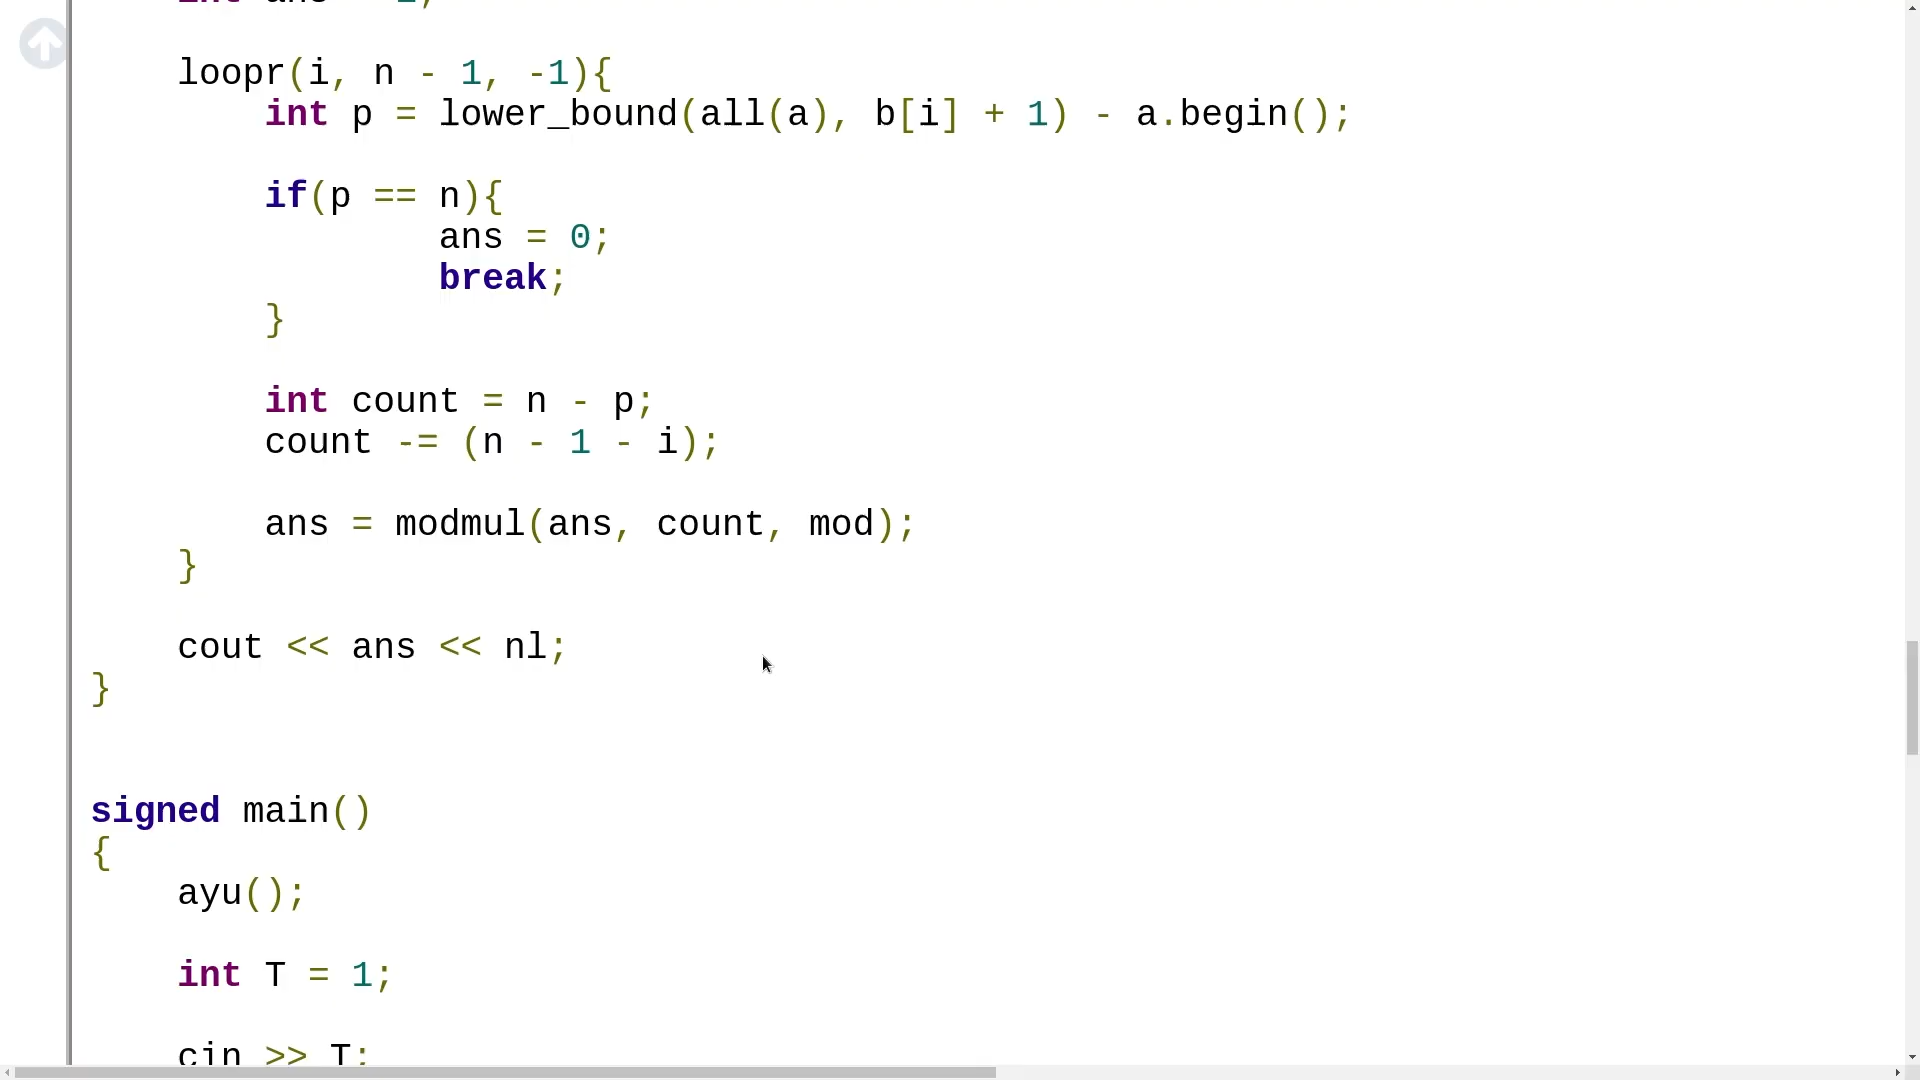 loopr(i, n - 1, -1){
int p = lower_bound(all(a), b[i] + 1) - a.begin();
if(p == n){
ans = 0;
break;
}
int count = n - p;
count -= (n - 1 - i);
ans = modmul(ans, count, mod);
}
cout << ans << nl;
}
signed main()
{
ayu();
int T = 1;
cin >> T;